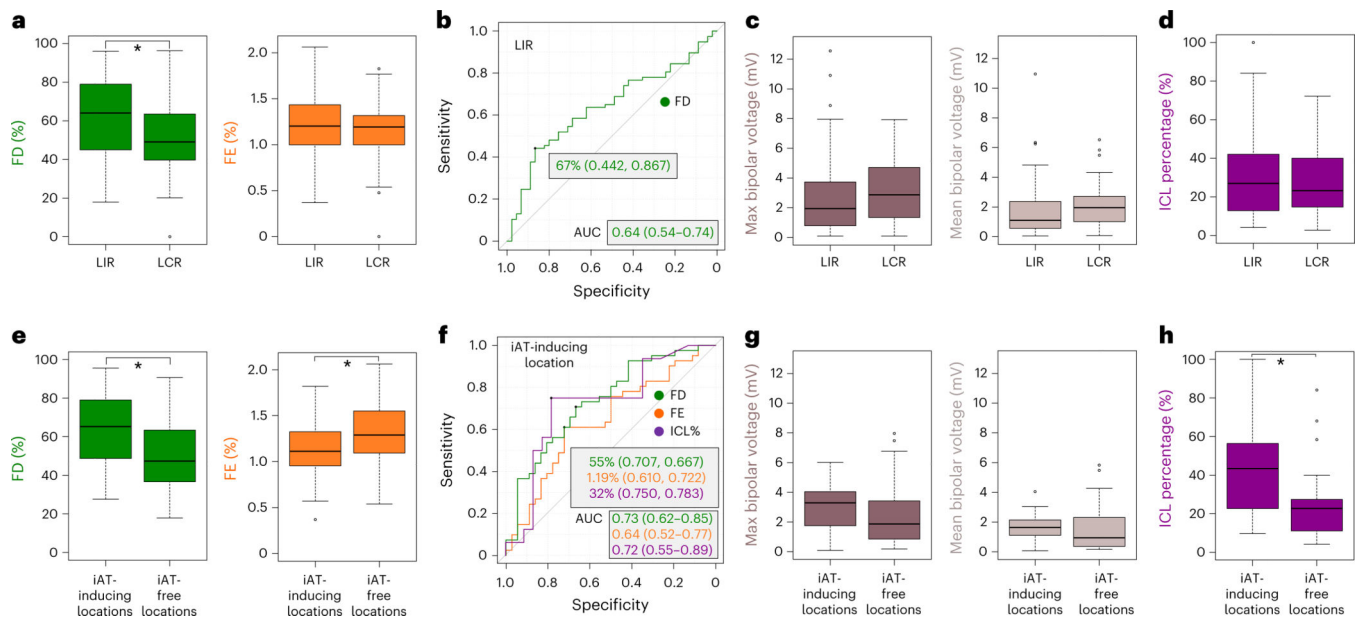 a
FD (%)
100
80
60
40
20
0
*
LIR
LCR
FE (%)
2.0
1.5
1.0
0.5
0
LIR
LCR
b
LIR
Sensitivity
1.0
0.8
0.6
0.4
0.2
0
FD
67% (0.442, 0.867)
AUC
0.64 (0.54–0.74)
1.0
0.8
0.6
0.4
0.2
0
Specificity
c
Max bipolar voltage (mV)
12
10
8
6
4
2
0
LIR
LCR
Mean bipolar voltage (mV)
12
10
8
6
4
2
0
LIR
LCR
d
ICL percentage (%)
100
80
60
40
20
0
LIR
LCR
e
FD (%)
100
80
60
40
20
0
*
iAT-
inducing
locations
iAT-
free
locations
FE (%)
2.0
1.5
1.0
0.5
0
*
iAT-
inducing
locations
iAT-
free
locations
f
iAT-inducing
location
Sensitivity
1.0
0.8
0.6
0.4
0.2
0
FD
FE
ICL%
55% (0.707, 0.667)
1.19% (0.610, 0.722)
32% (0.750, 0.783)
AUC
0.73 (0.62–0.85)
0.64 (0.52–0.77)
0.72 (0.55–0.89)
1.0
0.8
0.6
0.4
0.2
0
Specificity
g
Max bipolar voltage (mV)
12
10
8
6
4
2
0
iAT-
inducing
locations
iAT-
free
locations
Mean bipolar voltage (mV)
12
10
8
6
4
2
0
iAT-
inducing
locations
iAT-
free
locations
h
ICL percentage (%)
100
80
60
40
20
0
*
iAT-
inducing
locations
iAT-
free
locations